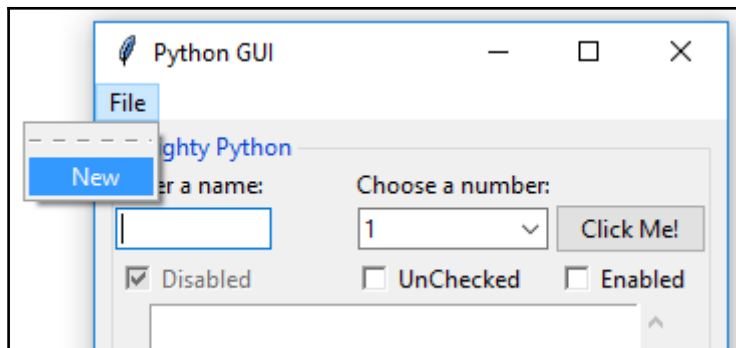 Python GUI
File
ghty Python
New
er a name:
Choose a number:
1
Click Me!
Disabled
UnChecked
Enabled